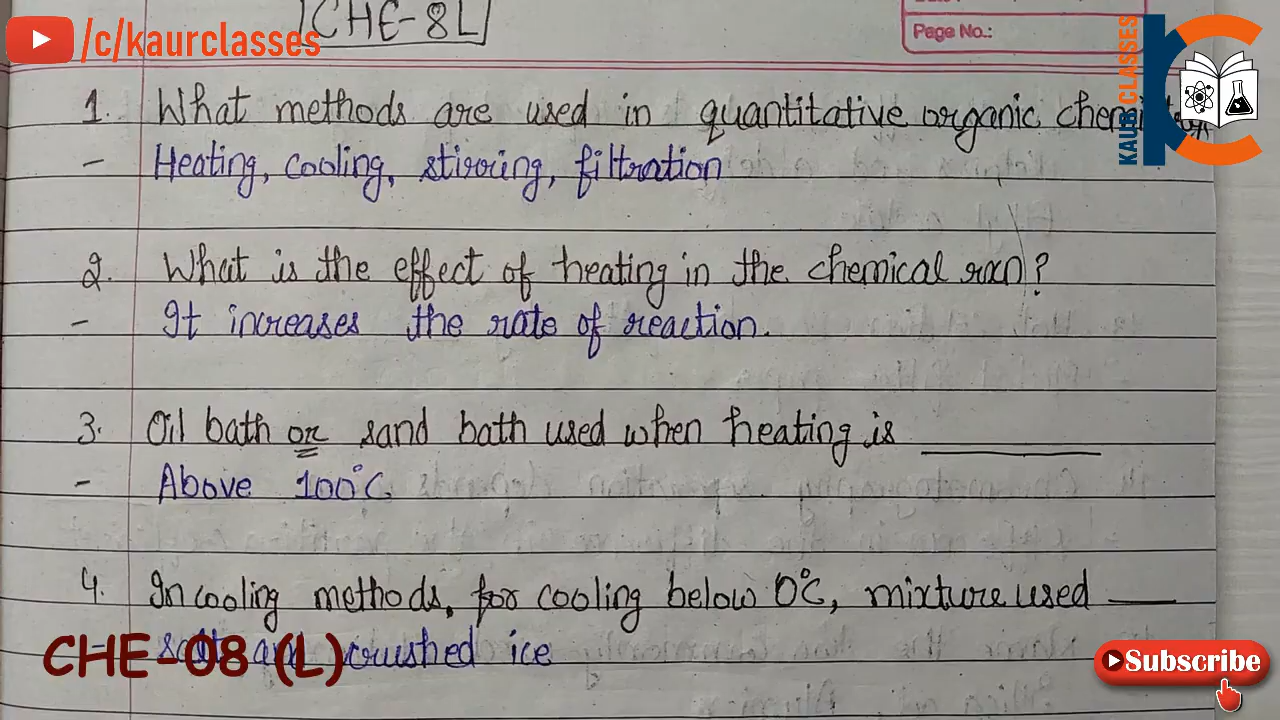 /c/kaurclasses
CHE-8L
Page No.:
KAUR CLASSES
1. What methods are used in quantitative organic chemistry
- Heating, cooling, stirring, filtration
2. What is the effect of heating in the chemical rxn?
- It increases the rate of reaction.
3. Oil bath or sand bath used when heating is ________
- Above 100°C.
4. In cooling methods, for cooling below 0°C, mixture used ____
crushed ice
CHE-08 (L)
Subscribe